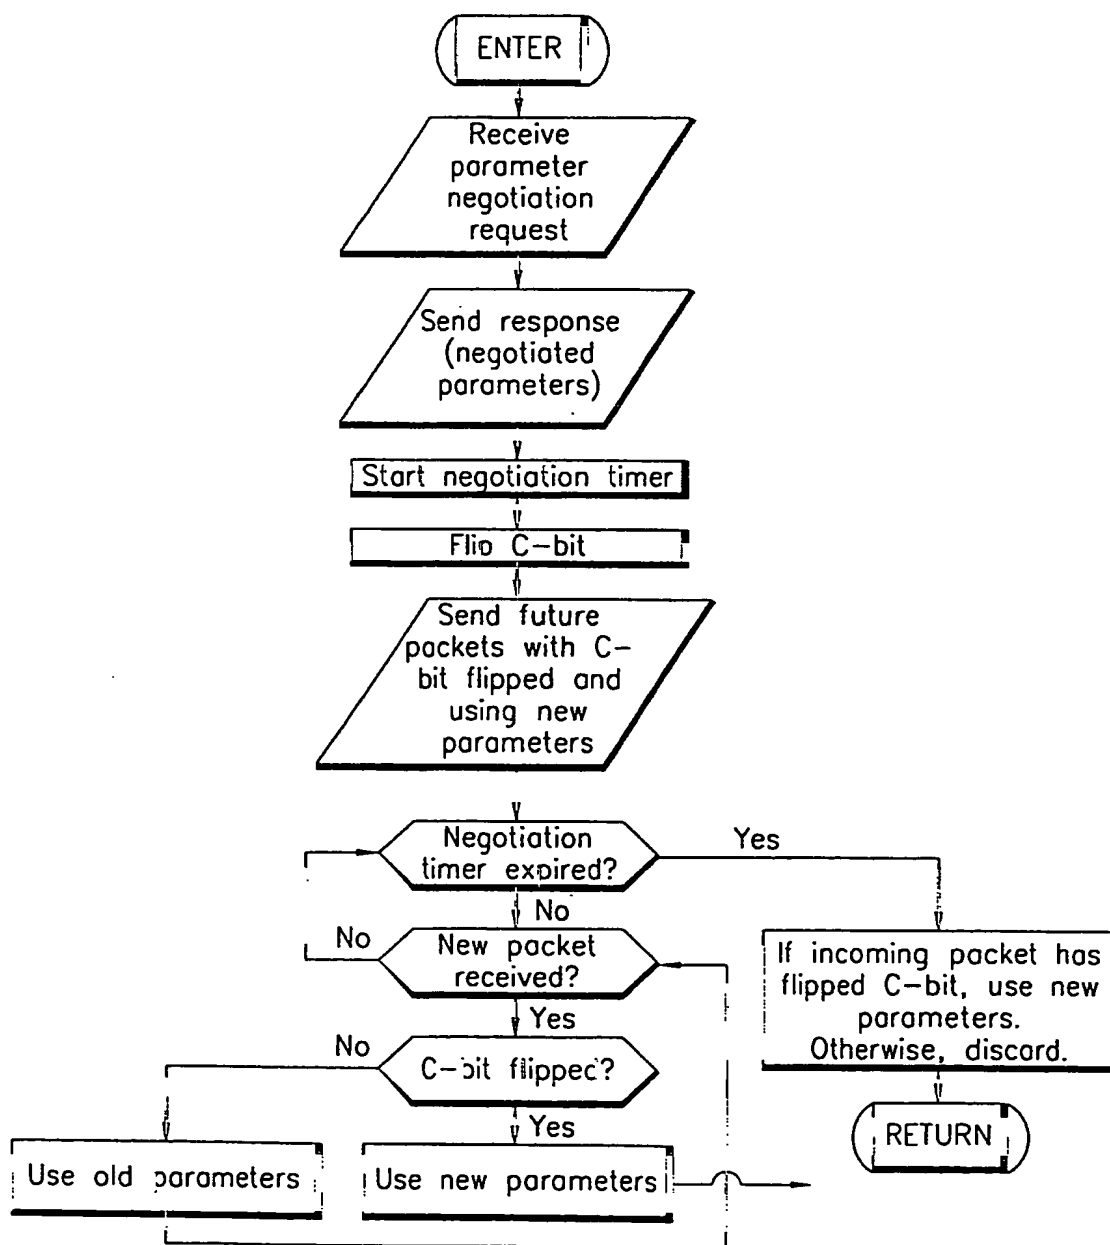 ENTER
Receive
parameter
negotiation
request
Send response
(negotiated
parameters)
Start negotiation timer
Flip C-bit
Send future
packets with C-
bit flipped and
using new
parameters
Negotiation
timer expired?
Yes
No
No
New packet
received?
If incoming packet has
flipped C-bit, use new
parameters.
Otherwise, discard.
Yes
No
C-bit flipped?
Yes
RETURN
Use old parameters
Use new parameters